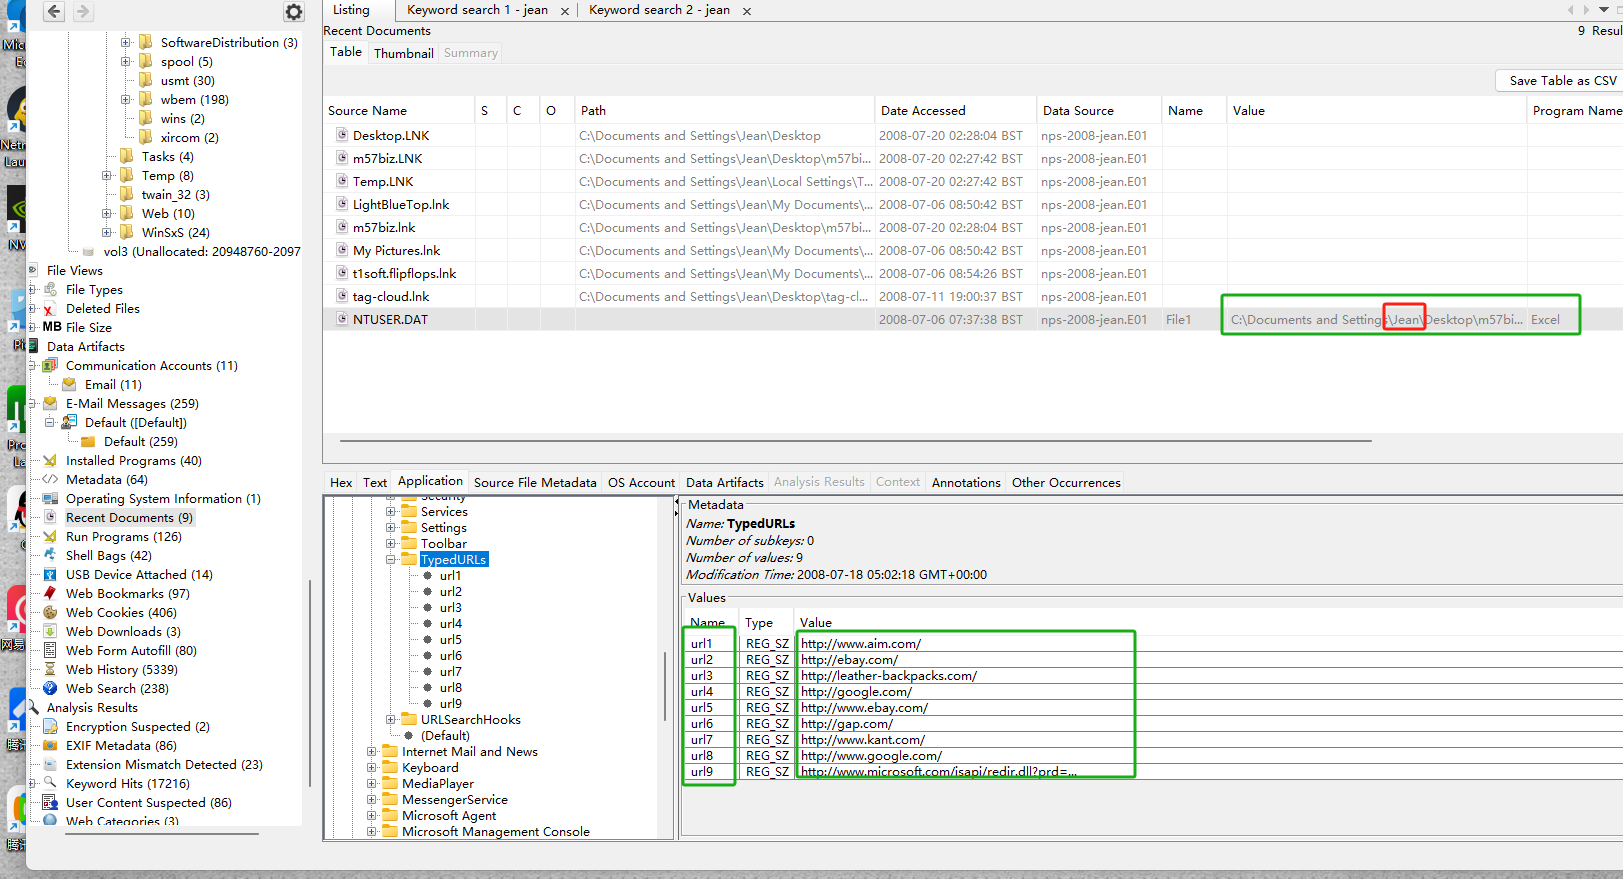 Listing
Keyword search 1 - jean
Keyword search 2 - jean
Recent Documents
9 Resul
Table
Thumbnail
Summary
Save Table as CSV
Source Name S C O Path Date Accessed Data Source Name Value Program Name
Desktop.LNK C:\Documents and Settings\Jean\Desktop 2008-07-20 02:28:04 BST nps-2008-jean.E01
m57biz.LNK C:\Documents and Settings\Jean\Desktop\m57bi... 2008-07-20 02:27:42 BST nps-2008-jean.E01
Temp.LNK C:\Documents and Settings\Jean\Local Settings\T... 2008-07-20 02:27:42 BST nps-2008-jean.E01
LightBlueTop.lnk C:\Documents and Settings\Jean\My Documents\... 2008-07-06 08:50:42 BST nps-2008-jean.E01
m57biz.lnk C:\Documents and Settings\Jean\Desktop\m57bi... 2008-07-20 02:28:04 BST nps-2008-jean.E01
My Pictures.lnk C:\Documents and Settings\Jean\My Documents\... 2008-07-06 08:50:42 BST nps-2008-jean.E01
t1soft.flipflops.lnk C:\Documents and Settings\Jean\My Documents\... 2008-07-06 08:54:26 BST nps-2008-jean.E01
tag-cloud.lnk C:\Documents and Settings\Jean\Desktop\tag-cl... 2008-07-11 19:00:37 BST nps-2008-jean.E01
NTUSER.DAT 2008-07-06 07:37:38 BST nps-2008-jean.E01 File1 C:\Documents and Settings\Jean\Desktop\m57bi... Excel
SoftwareDistribution (3)
spool (5)
usmt (30)
wbem (198)
wins (2)
xircom (2)
Tasks (4)
Temp (8)
twain_32 (3)
Web (10)
WinSxS (24)
vol3 (Unallocated: 20948760-2097
File Views
File Types
Deleted Files
MB File Size
Data Artifacts
Communication Accounts (11)
Email (11)
E-Mail Messages (259)
Default ([Default])
Default (259)
Installed Programs (40)
Metadata (64)
Operating System Information (1)
Recent Documents (9)
Run Programs (126)
Shell Bags (42)
USB Device Attached (14)
Web Bookmarks (97)
Web Cookies (406)
Web Downloads (3)
Web Form Autofill (80)
Web History (5339)
Web Search (238)
Analysis Results
Encryption Suspected (2)
EXIF Metadata (86)
Extension Mismatch Detected (23)
Keyword Hits (17216)
User Content Suspected (86)
Web Categories (3)
Hex Text Application Source File Metadata OS Account Data Artifacts Analysis Results Context Annotations Other Occurrences
Security
Services
Settings
Toolbar
TypedURLs
url1
url2
url3
url4
url5
url6
url7
url8
url9
URLSearchHooks
(Default)
Internet Mail and News
Keyboard
MediaPlayer
MessengerService
Microsoft Agent
Microsoft Management Console
Metadata
Name: TypedURLs
Number of subkeys: 0
Number of values: 9
Modification Time: 2008-07-18 05:02:18 GMT+00:00
Values
Name Type Value
url1 REG_SZ http://www.aim.com/
url2 REG_SZ http://ebay.com/
url3 REG_SZ http://leather-backpacks.com/
url4 REG_SZ http://google.com/
url5 REG_SZ http://www.ebay.com/
url6 REG_SZ http://gap.com/
url7 REG_SZ http://www.kant.com/
url8 REG_SZ http://www.google.com/
url9 REG_SZ http://www.microsoft.com/isapi/redir.dll?prd=...